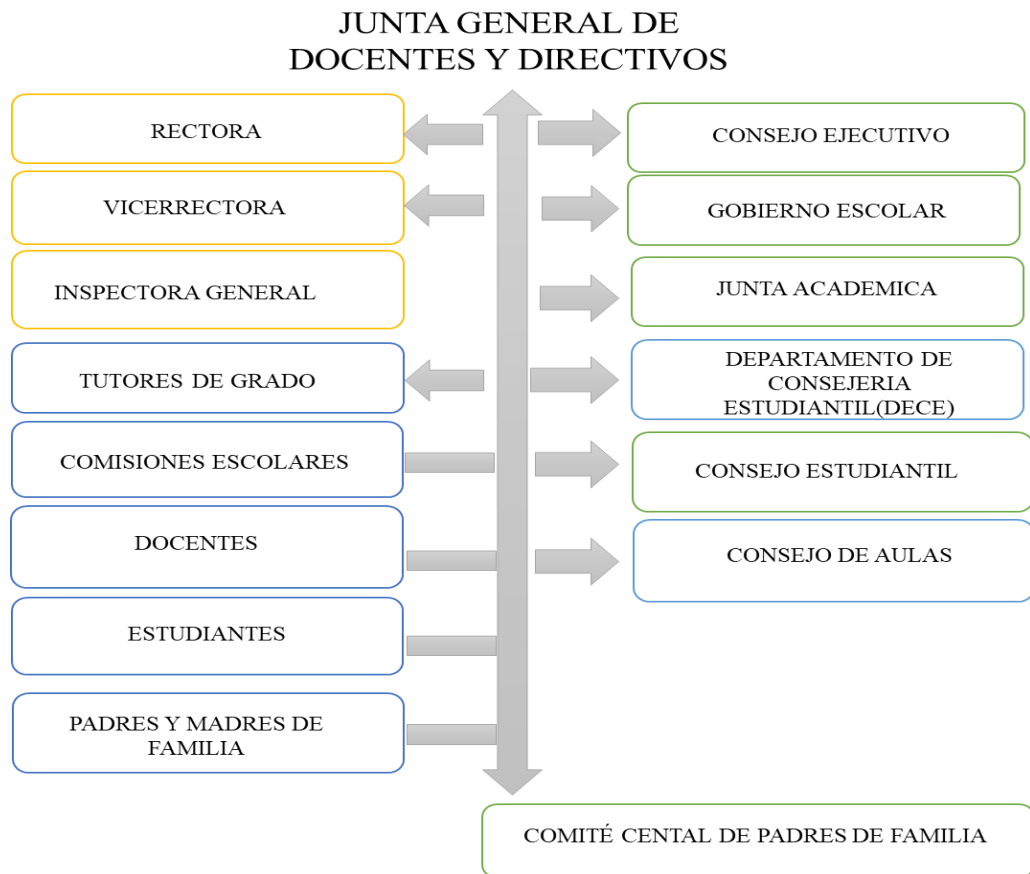 JUNTA GENERAL DE
DOCENTES Y DIRECTIVOS
RECTORA
VICERRECTORA
INSPECTORA GENERAL
TUTORES DE GRADO
COMISIONES ESCOLARES
DOCENTES
ESTUDIANTES
PADRES Y MADRES DE
FAMILIA
CONSEJO EJECUTIVO
GOBIERNO ESCOLAR
JUNTA ACADEMICA
DEPARTAMENTO DE
CONSEJERIA
ESTUDIANTIL(DECE)
CONSEJO ESTUDIANTIL
CONSEJO DE AULAS
COMITÉ CENTAL DE PADRES DE FAMILIA